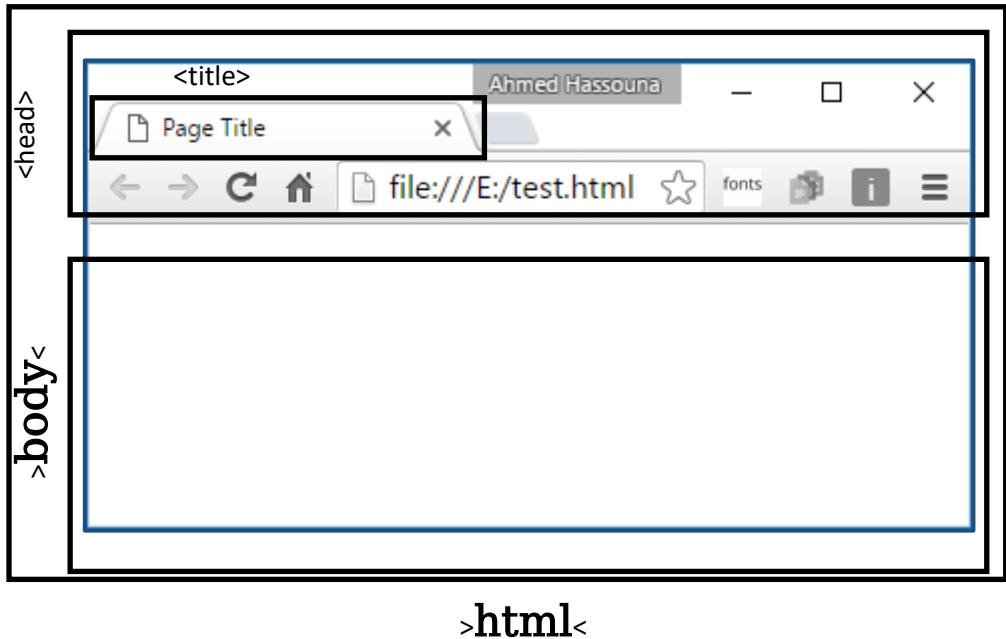 <title>
Ahmed Hassouna
<head>
Page Title
file:///E:/test.html
fonts
i
>body<
>html<